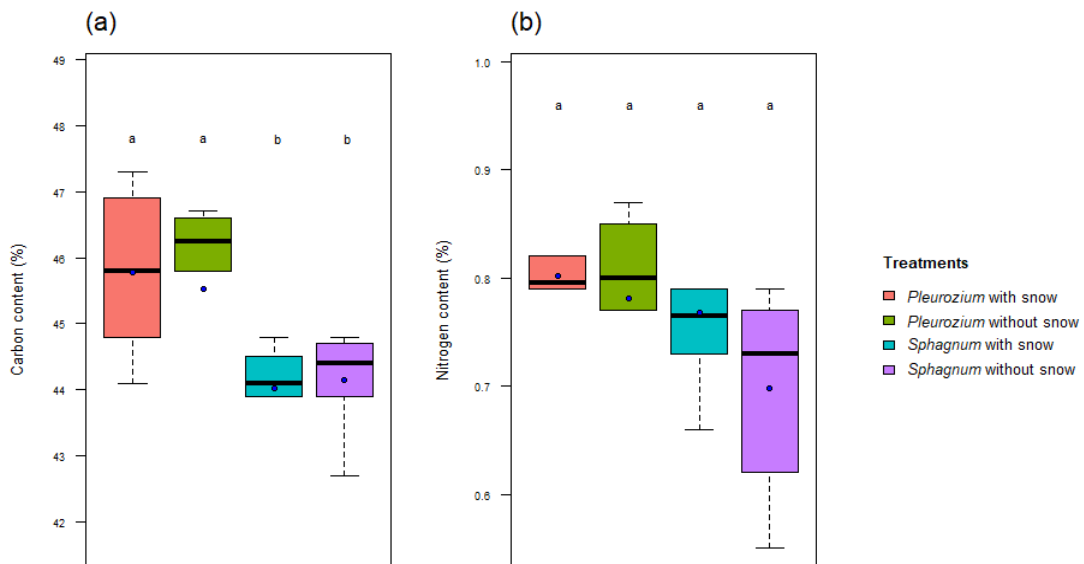 (a)
49
48
47
46
45
44
43
42
Carbon content (%)
a
a
b
b
(b)
1.0
0.9
0.8
0.7
0.6
Nitrogen content (%)
a
a
a
a
Treatments
Pleurozium with snow
Pleurozium without snow
Sphagnum with snow
Sphagnum without snow